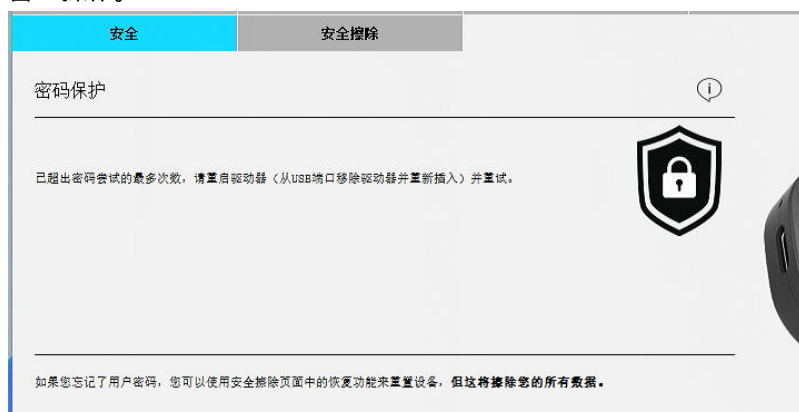 安全
安全擦除
密码保护
已超出密码尝试的最多次数，请重启驱动器（从USB端口移除驱动器并重新插入）并重试。
如果您忘记了用户密码，您可以使用安全擦除页面中的恢复功能来重置设备，但这将擦除您的所有数据。